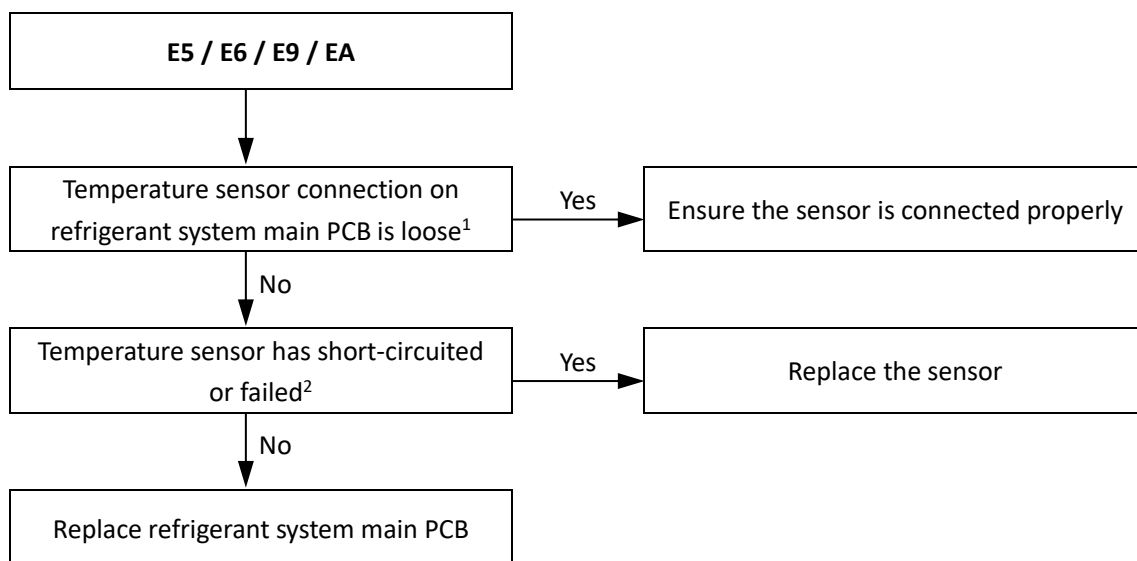 E5 / E6 / E9 / EA
Temperature sensor connection on
refrigerant system main PCB is loose¹
Yes
Ensure the sensor is connected properly
No
Temperature sensor has short-circuited
or failed²
Yes
Replace the sensor
No
Replace refrigerant system main PCB